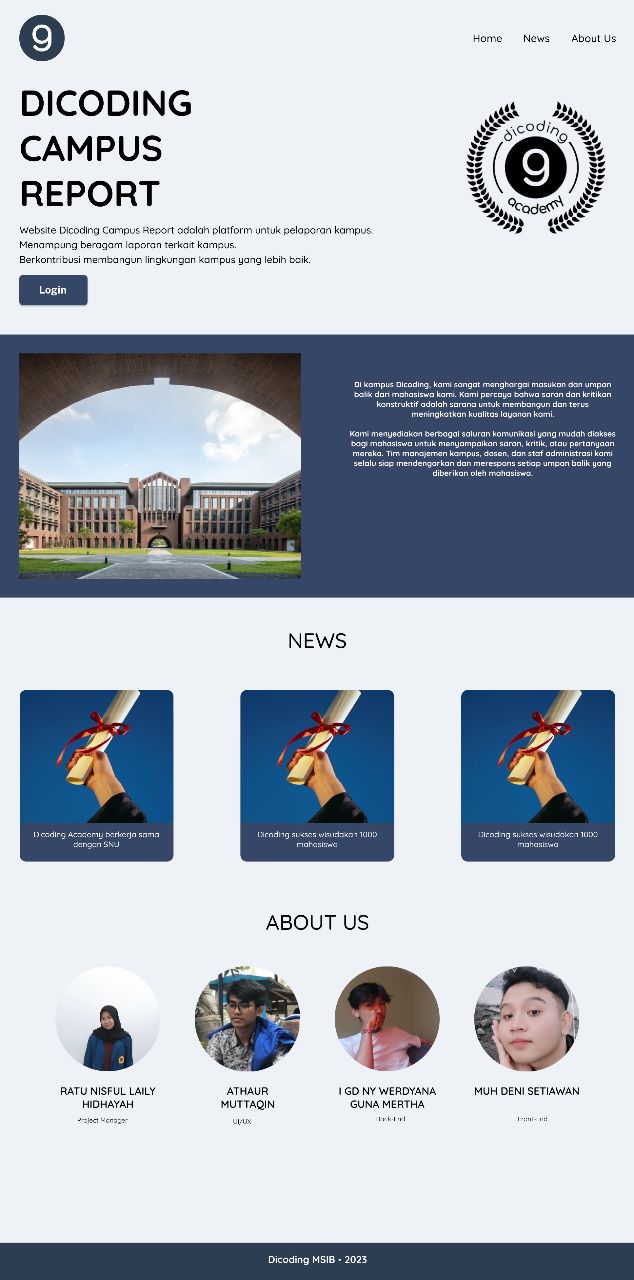 9
Home News About Us
DICODING
CAMPUS
REPORT
dicoding
9
academy
Website Dicoding Campus Report adalah platform untuk pelaporan kampus.
Menampung beragam laporan terkait kampus.
Berkontribusi membangun lingkungan kampus yang lebih baik.
Login
Di kampus Dicoding, kami sangat menghargai masukan dan umpan
balik dari mahasiswa kami. Kami percaya bahwa saran dan kritikan
konstruktif adalah sarana untuk membangun dan terus
meningkatkan kualitas layanan kami.
Kami menyediakan berbagai saluran komunikasi yang mudah diakses
bagi mahasiswa untuk menyampaikan saran, kritik, atau pertanyaan
mereka. Tim manajemen kampus, dosen, dan staf administrasi kami
selalu siap mendengarkan dan merespons setiap umpan balik yang
diberikan oleh mahasiswa.
NEWS
Dicoding Academy berkerja sama
dengan SNU
Dicoding sukses wisudakan 1000
mahasiswa
Dicoding sukses wisudakan 1000
mahasiswa
ABOUT US
RATU NISFUL LAILY
HIDHAYAH
Project Manager
ATHAUR
MUTTAQIN
UI/UX
I GD NY WERDYANA
GUNA MERTHA
Back-End
MUH DENI SETIAWAN
Front-End
Dicoding MSIB - 2023